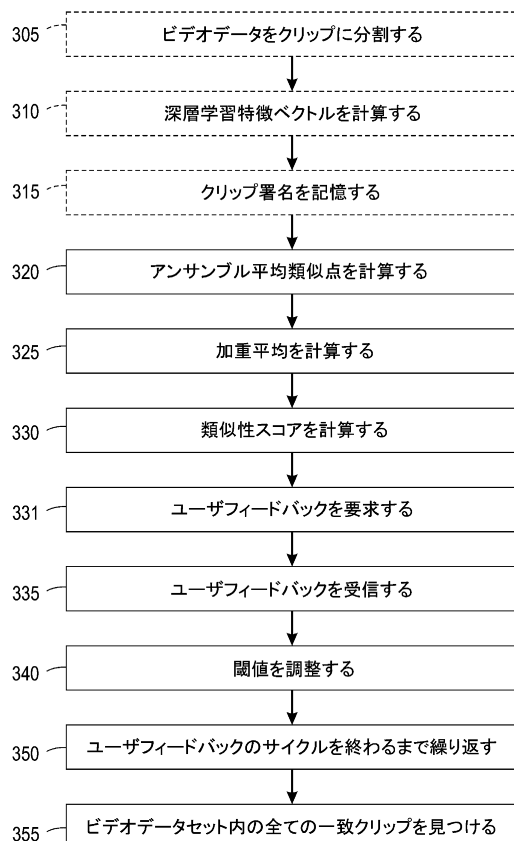 305 ビデオデータをクリップに分割する
310 深層学習特徴ベクトルを計算する
315 クリップ署名を記憶する
320 アンサンブル平均類似点を計算する
325 加重平均を計算する
330 類似性スコアを計算する
331 ユーザフィードバックを要求する
335 ユーザフィードバックを受信する
340 閾値を調整する
350 ユーザフィードバックのサイクルを終わるまで繰り返す
355 ビデオデータセット内の全ての一致クリップを見つける